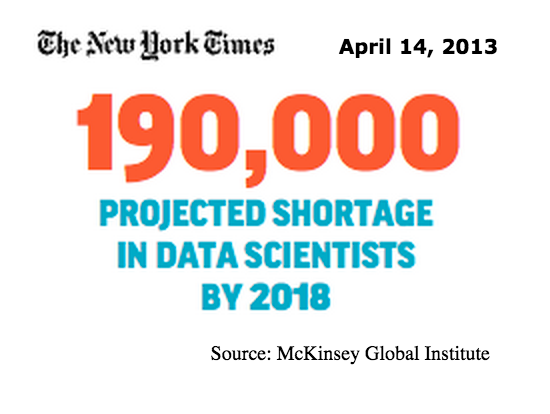 The New York Times
April 14, 2013
190,000
PROJECTED SHORTAGE
IN DATA SCIENTISTS
BY 2018
Source: McKinsey Global Institute